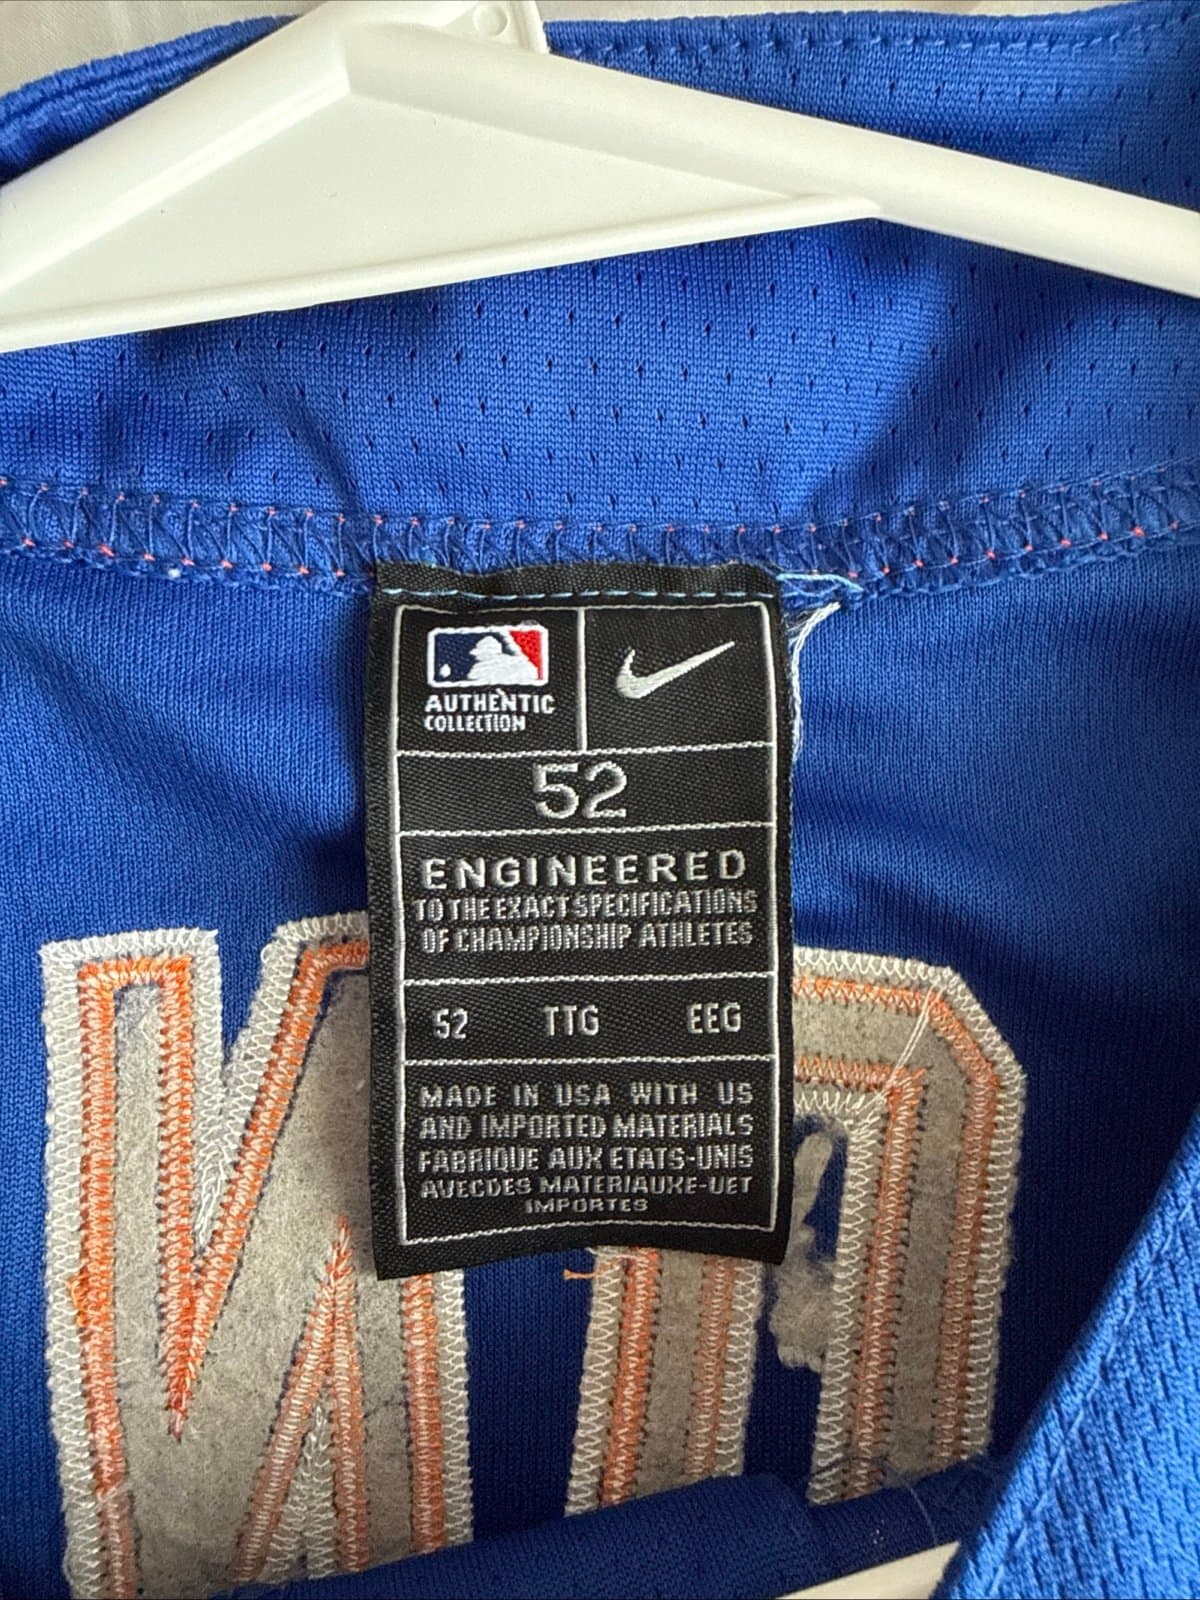 AUTHENTIC
COLLECTION
52
ENGINEERED
TO THE EXACT SPECIFICATIONS
OF CHAMPIONSHIP ATHLETES
52 TTG EEG
MADE IN USA WITH US
AND IMPORTED MATERIALS
FABRIQUE AUX ETATS-UNIS
AVECDES MATERIAUXE-UET
IMPORTES